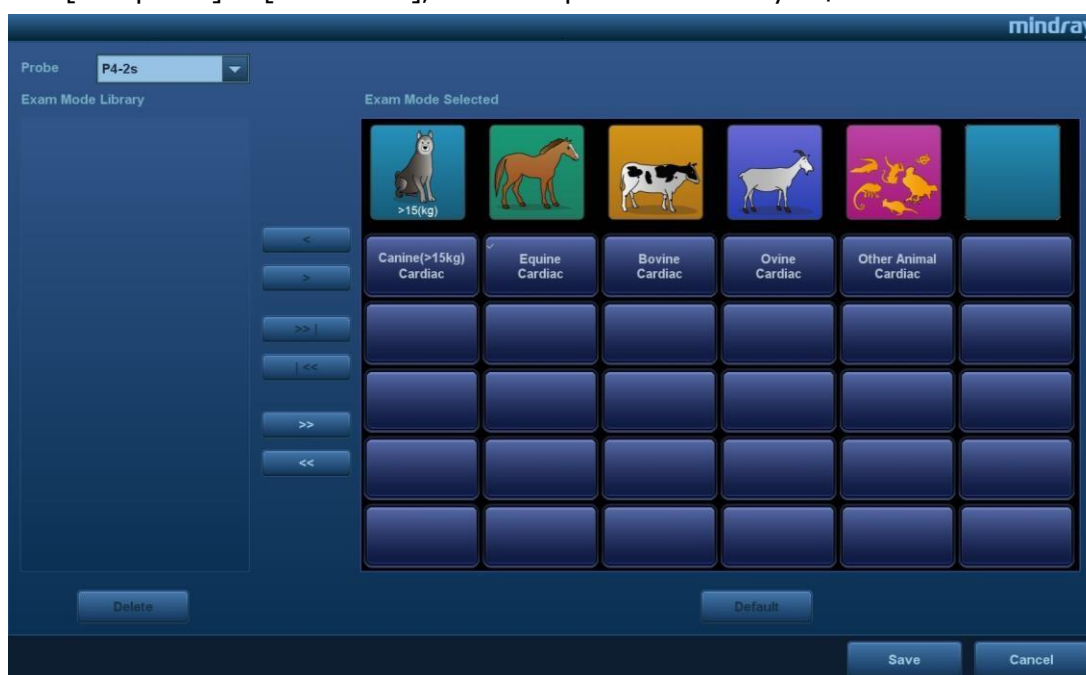 mindray
Probe P4-2s
Exam Mode Library Exam Mode Selected
>15(kg)
<
>
>> |
| <<
>>
<<
Canine(>15kg)
Cardiac
Equine
Cardiac
Bovine
Cardiac
Ovine
Cardiac
Other Animal
Cardiac
Delete
Default
Save Cancel